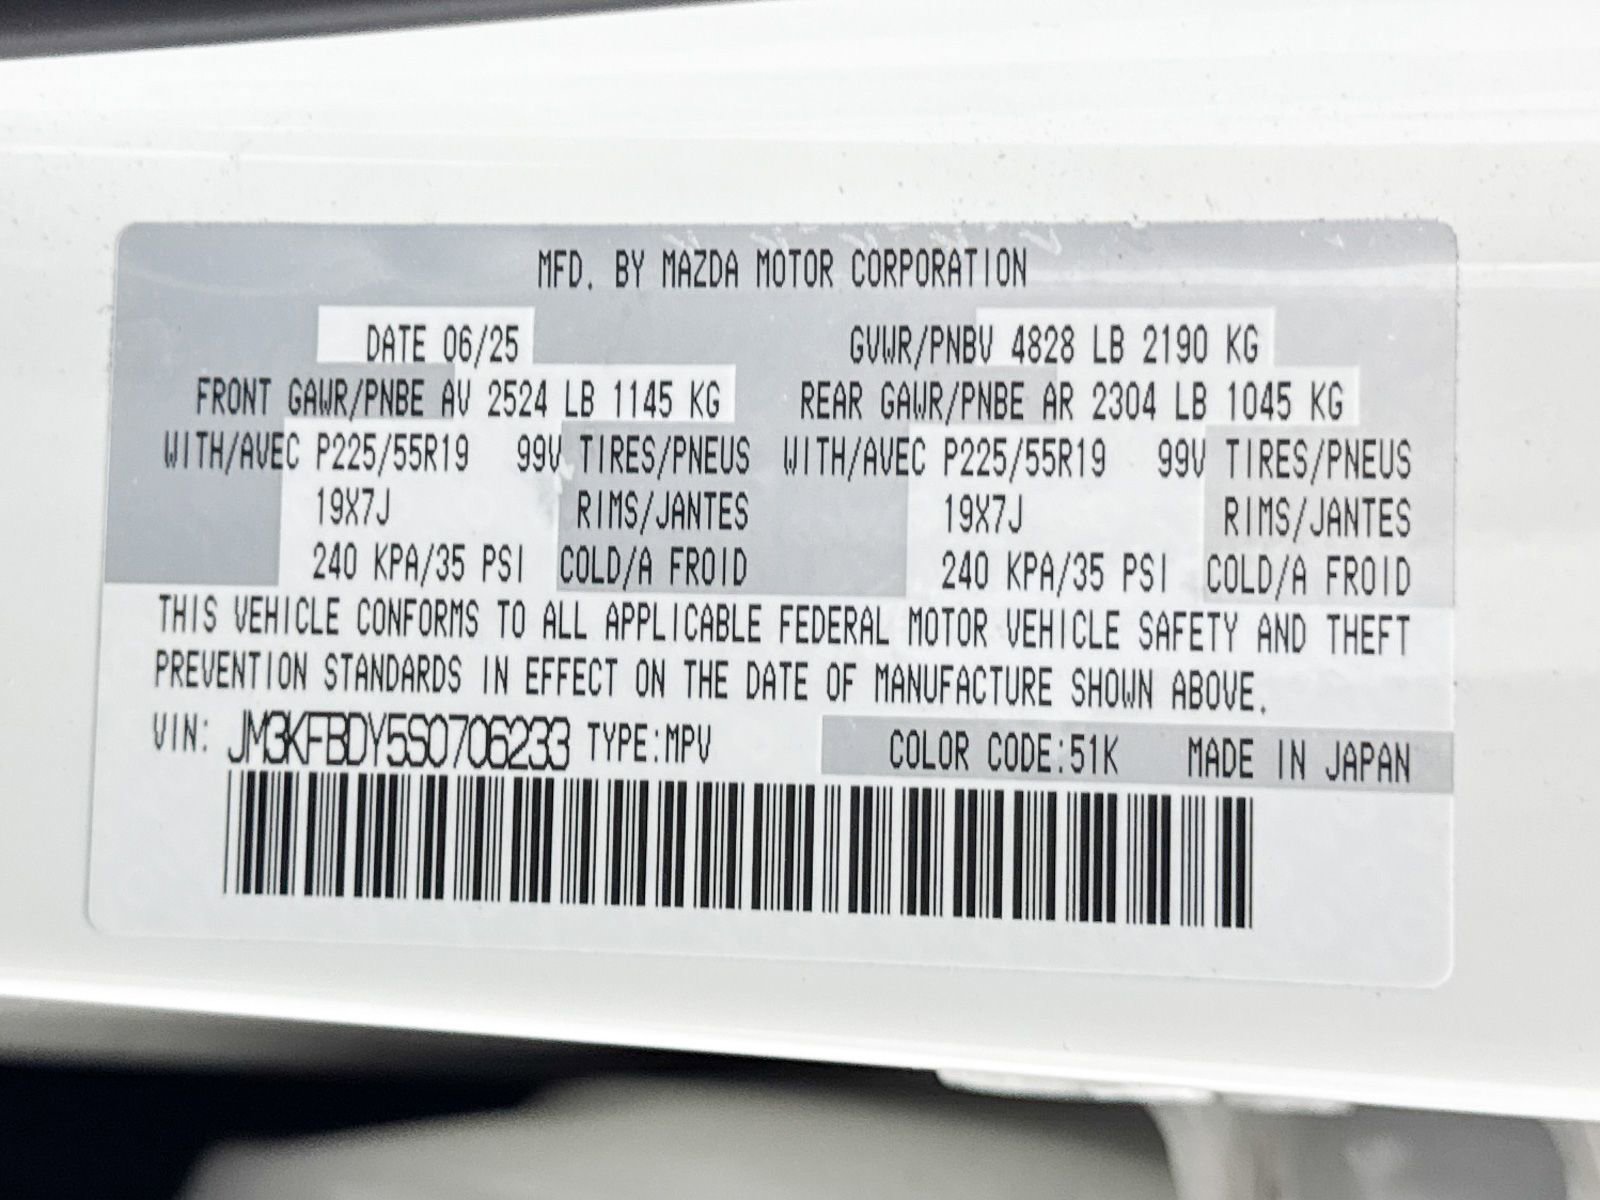 MFD. BY MAZDA MOTOR CORPORATION
DATE 06/25 GVWR/PNBV 4828 LB 2190 KG
FRONT GAWR/PNBE AV 2524 LB 1145 KG REAR GAWR/PNBE AR 2304 LB 1045 KG
WITH/AVEC P225/55R19 99V TIRES/PNEUS WITH/AVEC P225/55R19 99V TIRES/PNEUS
19X7J RIMS/JANTES 19X7J RIMS/JANTES
240 KPA/35 PSI COLD/A FROID 240 KPA/35 PSI COLD/A FROID
THIS VEHICLE CONFORMS TO ALL APPLICABLE FEDERAL MOTOR VEHICLE SAFETY AND THEFT
PREVENTION STANDARDS IN EFFECT ON THE DATE OF MANUFACTURE SHOWN ABOVE.
VIN: JM3KFBDY5S0706233 TYPE:MPV COLOR CODE:51K MADE IN JAPAN